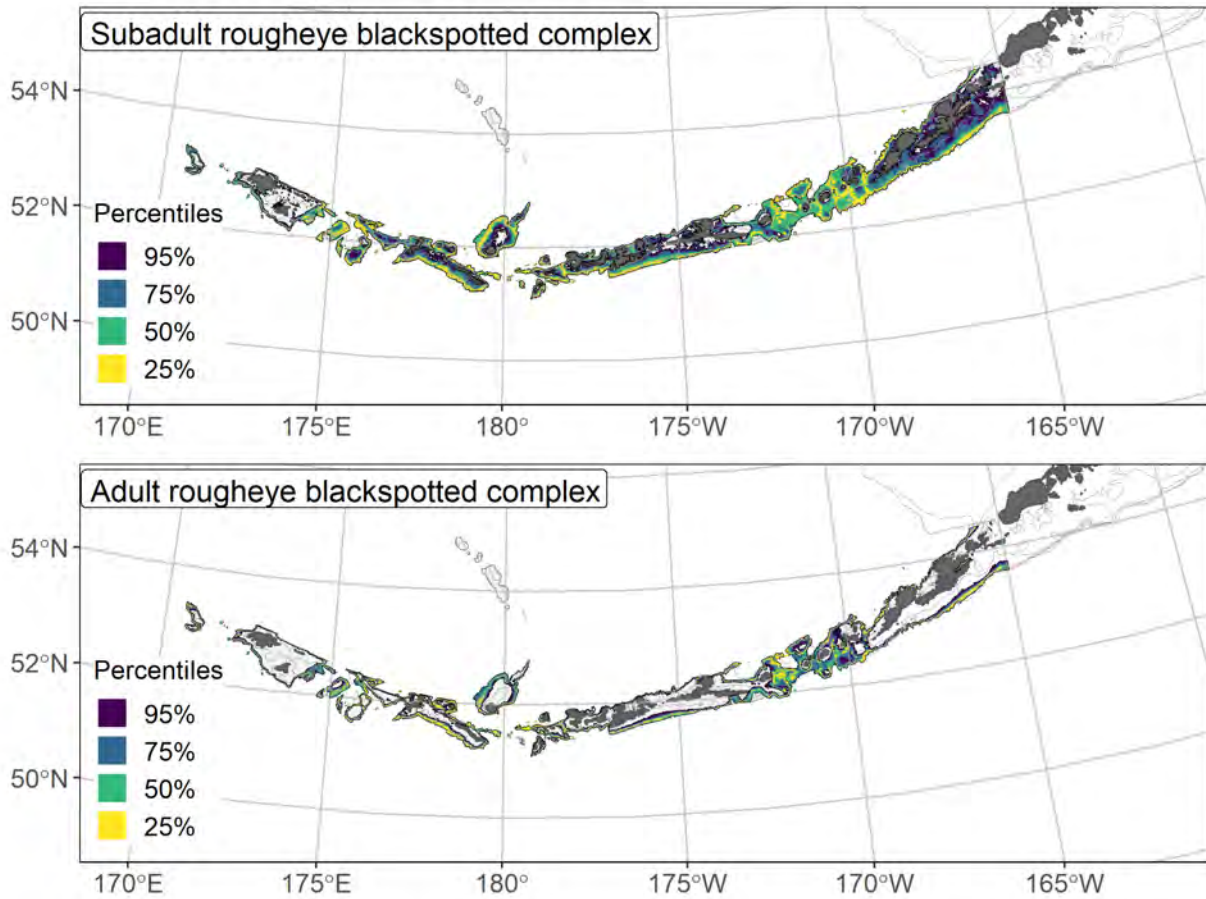 Subadult rougheye blackspotted complex
54°N
52°N
50°N
Percentiles
95%
75%
50%
25%
170°E
175°E
180°
175°W
170°W
165°W
Adult rougheye blackspotted complex
54°N
52°N
50°N
Percentiles
95%
75%
50%
25%
170°E
175°E
180°
175°W
170°W
165°W